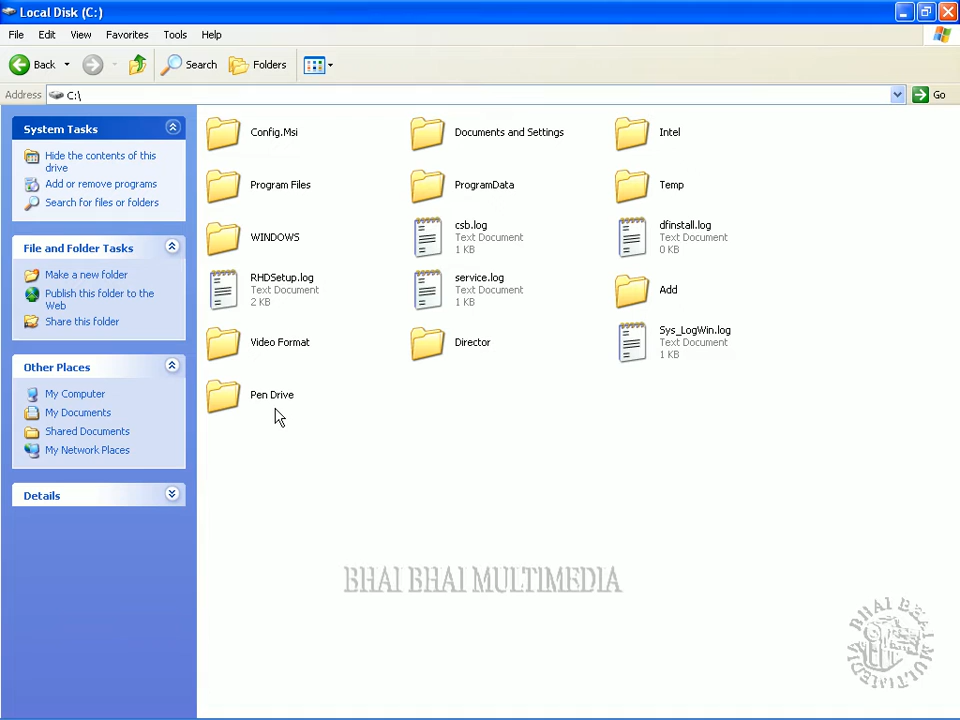 Local Disk (C:)
File Edit View Favorites Tools Help
Back Search Folders
Address C:\ Go
System Tasks
Hide the contents of this
drive
Add or remove programs
Search for files or folders
File and Folder Tasks
Make a new folder
Publish this folder to the
Web
Share this folder
Other Places
My Computer
My Documents
Shared Documents
My Network Places
Details
Config.Msi
Documents and Settings
Intel
Program Files
ProgramData
Temp
WINDOWS
csb.log
Text Document
1 KB
dfinstall.log
Text Document
0 KB
RHDSetup.log
Text Document
2 KB
service.log
Text Document
1 KB
Add
Video Format
Director
Sys_LogWin.log
Text Document
1 KB
Pen Drive
BHAI BHAI MULTIMEDIA
BHAI BHAI MULTIMEDIA